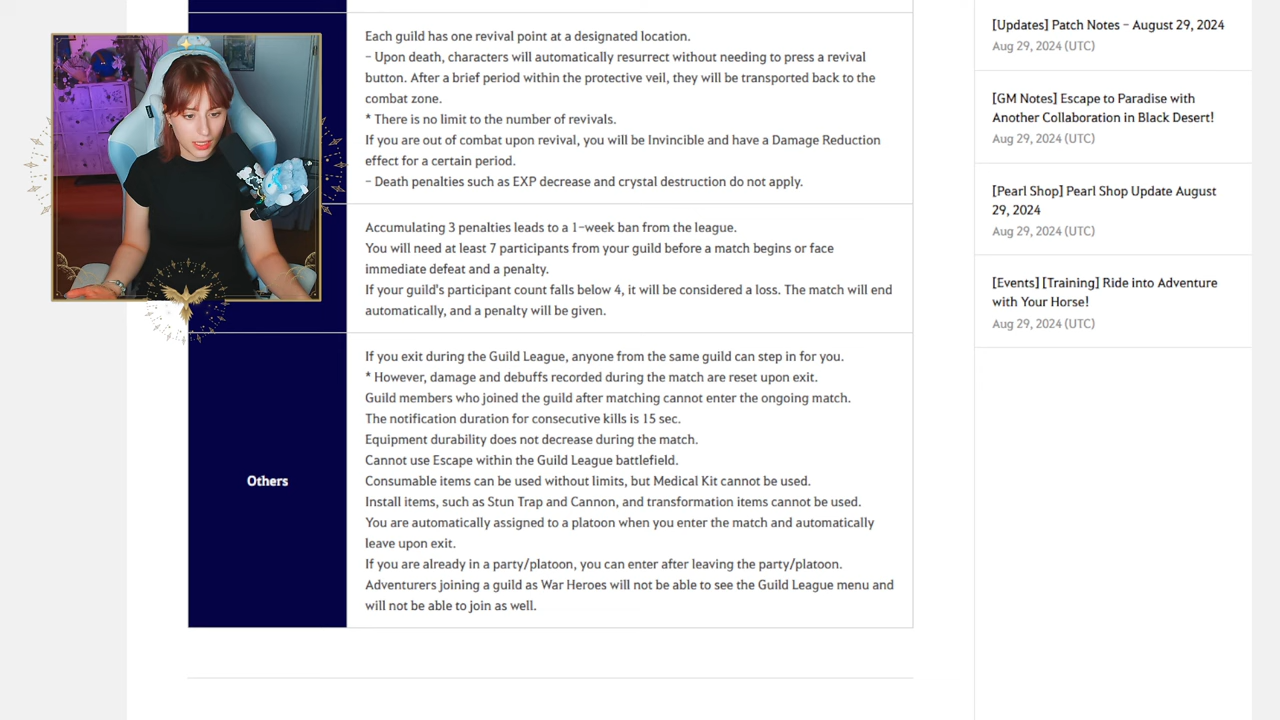 Each guild has one revival point at a designated location.
– Upon death, characters will automatically resurrect without needing to press a revival
button. After a brief period within the protective veil, they will be transported back to the
combat zone.
* There is no limit to the number of revivals.
If you are out of combat upon revival, you will be Invincible and have a Damage Reduction
effect for a certain period.
– Death penalties such as EXP decrease and crystal destruction do not apply.
Accumulating 3 penalties leads to a 1-week ban from the league.
You will need at least 7 participants from your guild before a match begins or face
immediate defeat and a penalty.
If your guild's participant count falls below 4, it will be considered a loss. The match will end
automatically, and a penalty will be given.
Others
If you exit during the Guild League, anyone from the same guild can step in for you.
* However, damage and debuffs recorded during the match are reset upon exit.
Guild members who joined the guild after matching cannot enter the ongoing match.
The notification duration for consecutive kills is 15 sec.
Equipment durability does not decrease during the match.
Cannot use Escape within the Guild League battlefield.
Consumable items can be used without limits, but Medical Kit cannot be used.
Install items, such as Stun Trap and Cannon, and transformation items cannot be used.
You are automatically assigned to a platoon when you enter the match and automatically
leave upon exit.
If you are already in a party/platoon, you can enter after leaving the party/platoon.
Adventurers joining a guild as War Heroes will not be able to see the Guild League menu and
will not be able to join as well.
[Updates] Patch Notes – August 29, 2024
Aug 29, 2024 (UTC)
[GM Notes] Escape to Paradise with
Another Collaboration in Black Desert!
Aug 29, 2024 (UTC)
[Pearl Shop] Pearl Shop Update August
29, 2024
Aug 29, 2024 (UTC)
[Events] [Training] Ride into Adventure
with Your Horse!
Aug 29, 2024 (UTC)